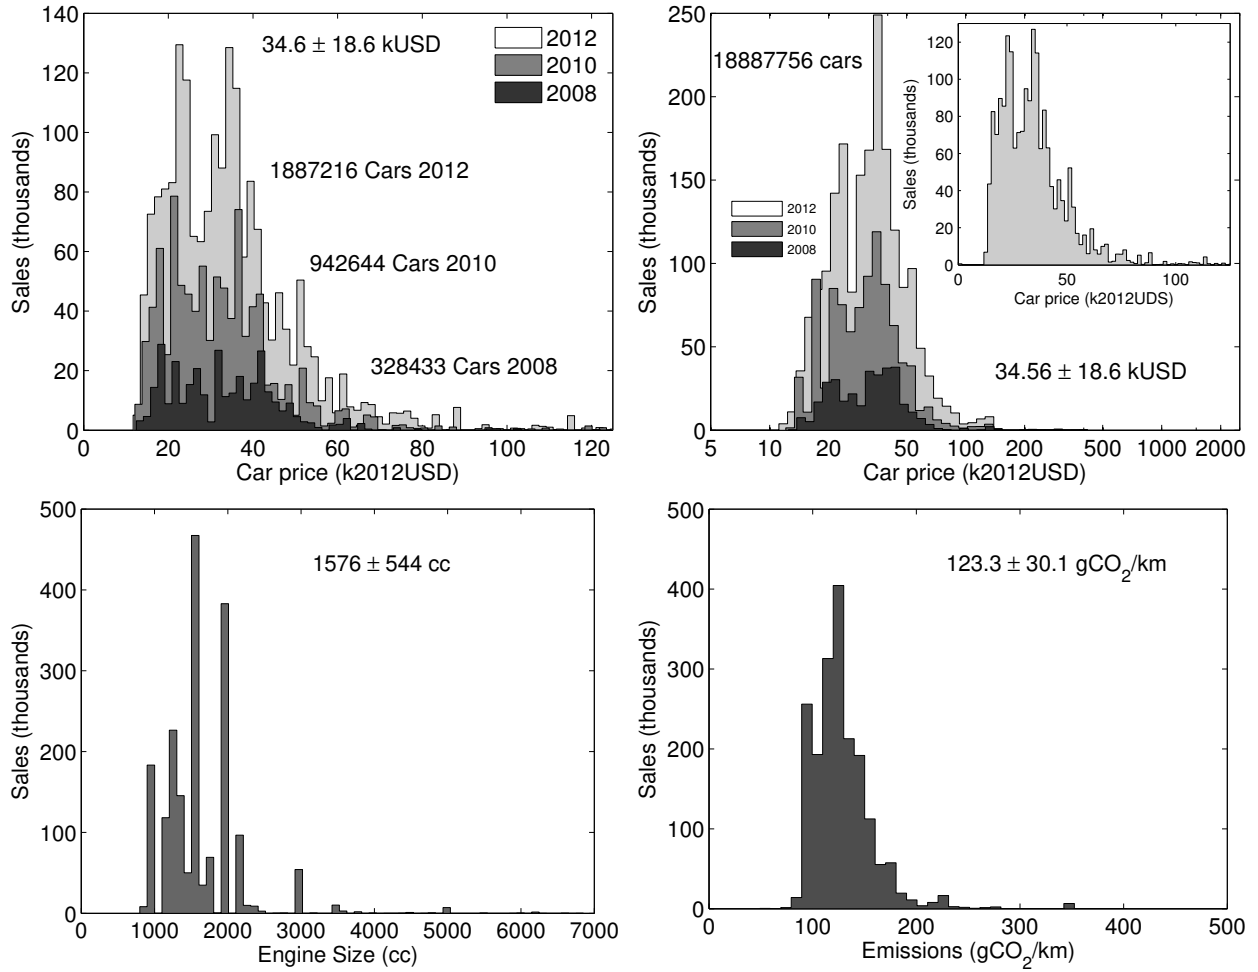 140
120
100
80
60
40
20
0
Sales (thousands)
34.6 ± 18.6 kUSD
2012
2010
2008
1887216 Cars 2012
942644 Cars 2010
328433 Cars 2008
0 20 40 60 80 100 120
Car price (k2012USD)
250
200
150
100
50
0
Sales (thousands)
18887756 cars
2012
2010
2008
34.56 ± 18.6 kUSD
5 10 20 50 100 200 500 1000 2000
Car price (k2012USD)
120
100
80
60
40
20
0
Sales (thousands)
0 50 100
Car price (k2012UDS)
500
400
300
200
100
0
Sales (thousands)
1576 ± 544 cc
0 1000 2000 3000 4000 5000 6000 7000
Engine Size (cc)
500
400
300
200
100
0
Sales (thousands)
123.3 ± 30.1 gCO₂/km
0 100 200 300 400 500
Emissions (gCO₂/km)